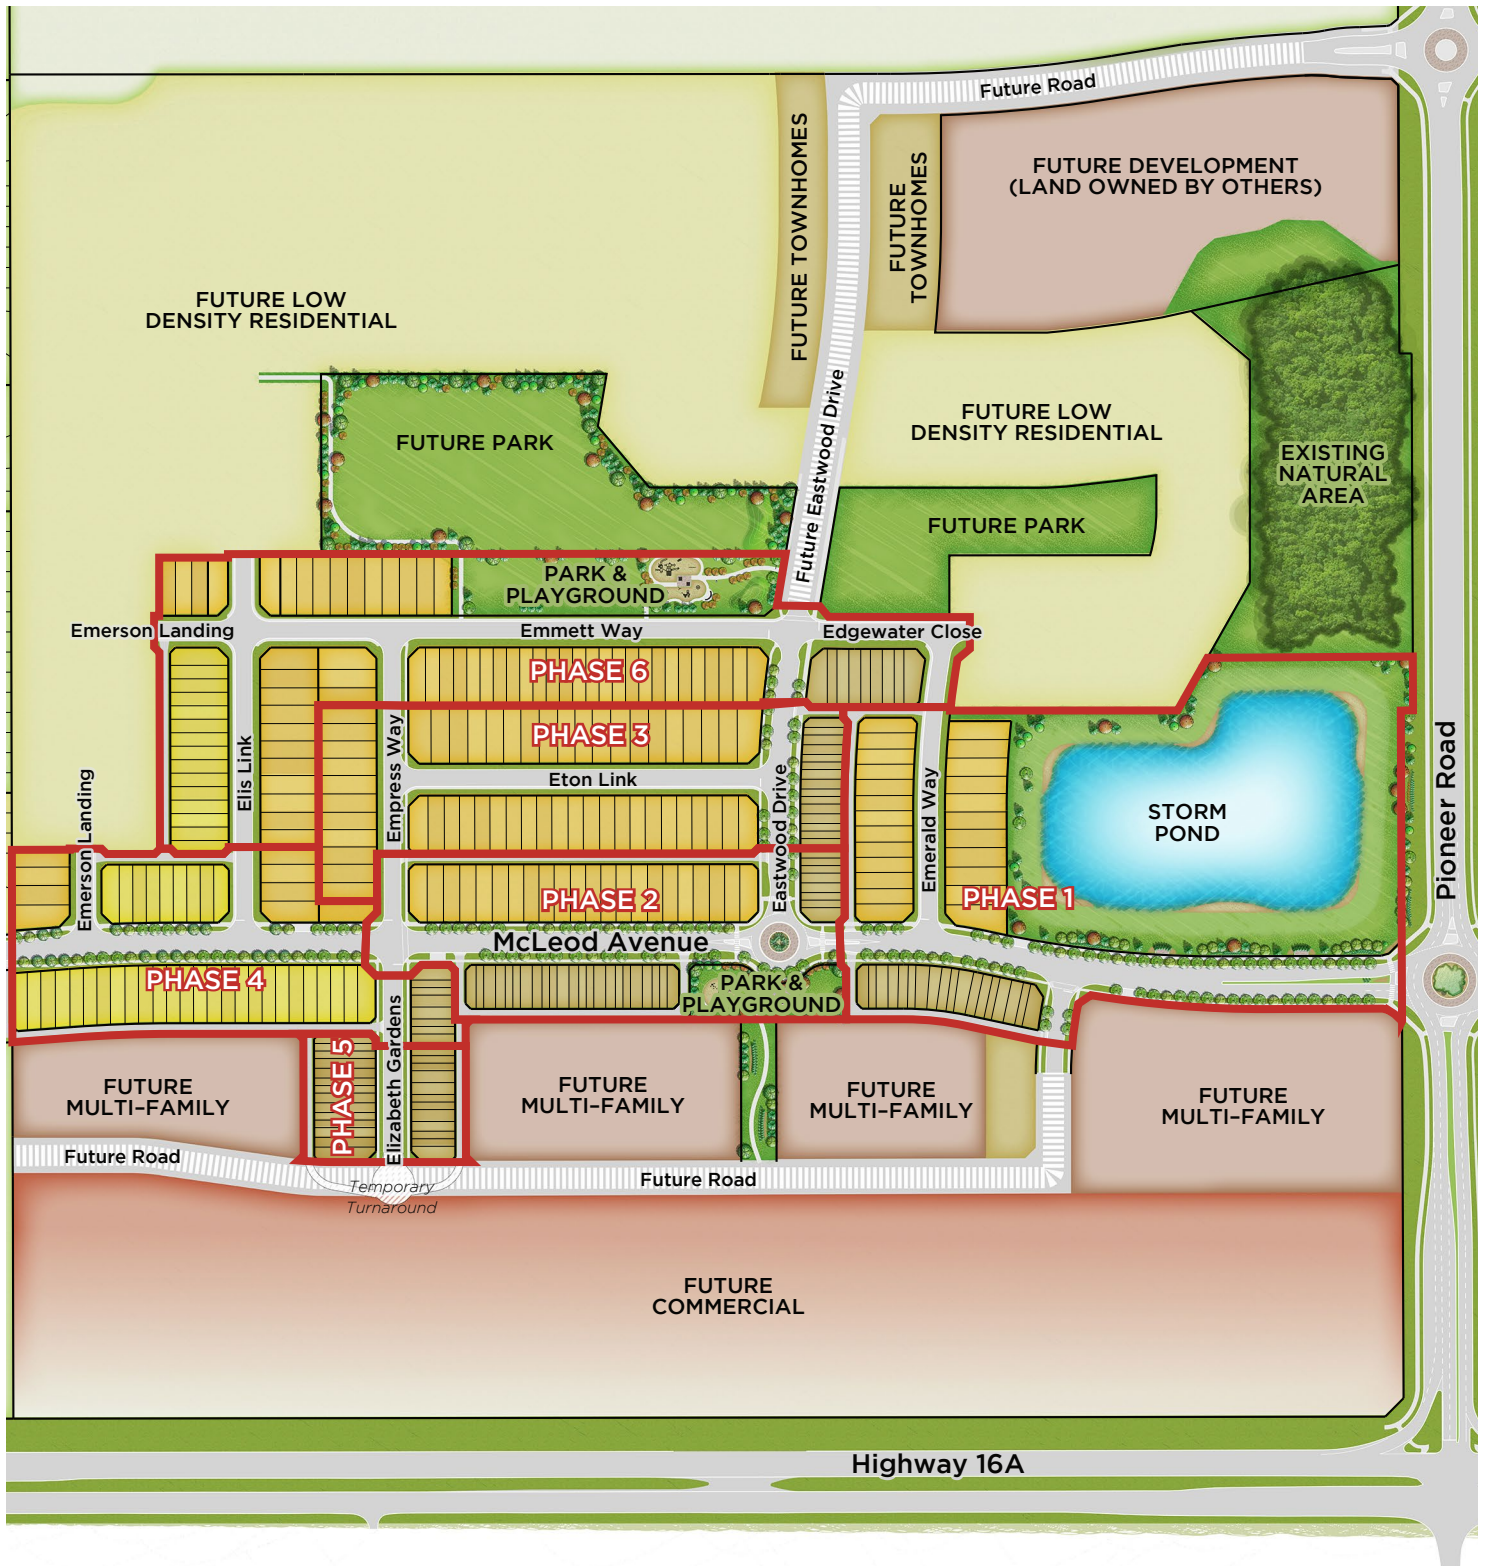 Future Road
FUTURE TOWNHOMES
FUTURE
TOWNHOMES
FUTURE DEVELOPMENT
(LAND OWNED BY OTHERS)
FUTURE LOW
DENSITY RESIDENTIAL
Future Eastwood Drive
FUTURE LOW
DENSITY RESIDENTIAL
FUTURE PARK
EXISTING
NATURAL
AREA
FUTURE PARK
PARK &
PLAYGROUND
Emerson Landing
Emmett Way
Edgewater Close
PHASE 6
PHASE 3
Empress Way
Elis Link
Eton Link
Eastwood Drive
Emerald Way
STORM
POND
Pioneer Road
Emerson Landing
PHASE 2
PHASE 1
McLeod Avenue
PHASE 4
PARK &
PLAYGROUND
Elizabeth Gardens
PHASE 5
FUTURE
MULTI-FAMILY
FUTURE
MULTI-FAMILY
FUTURE
MULTI-FAMILY
FUTURE
MULTI-FAMILY
Future Road
Future Road
Temporary
Turnaround
FUTURE
COMMERCIAL
Highway 16A